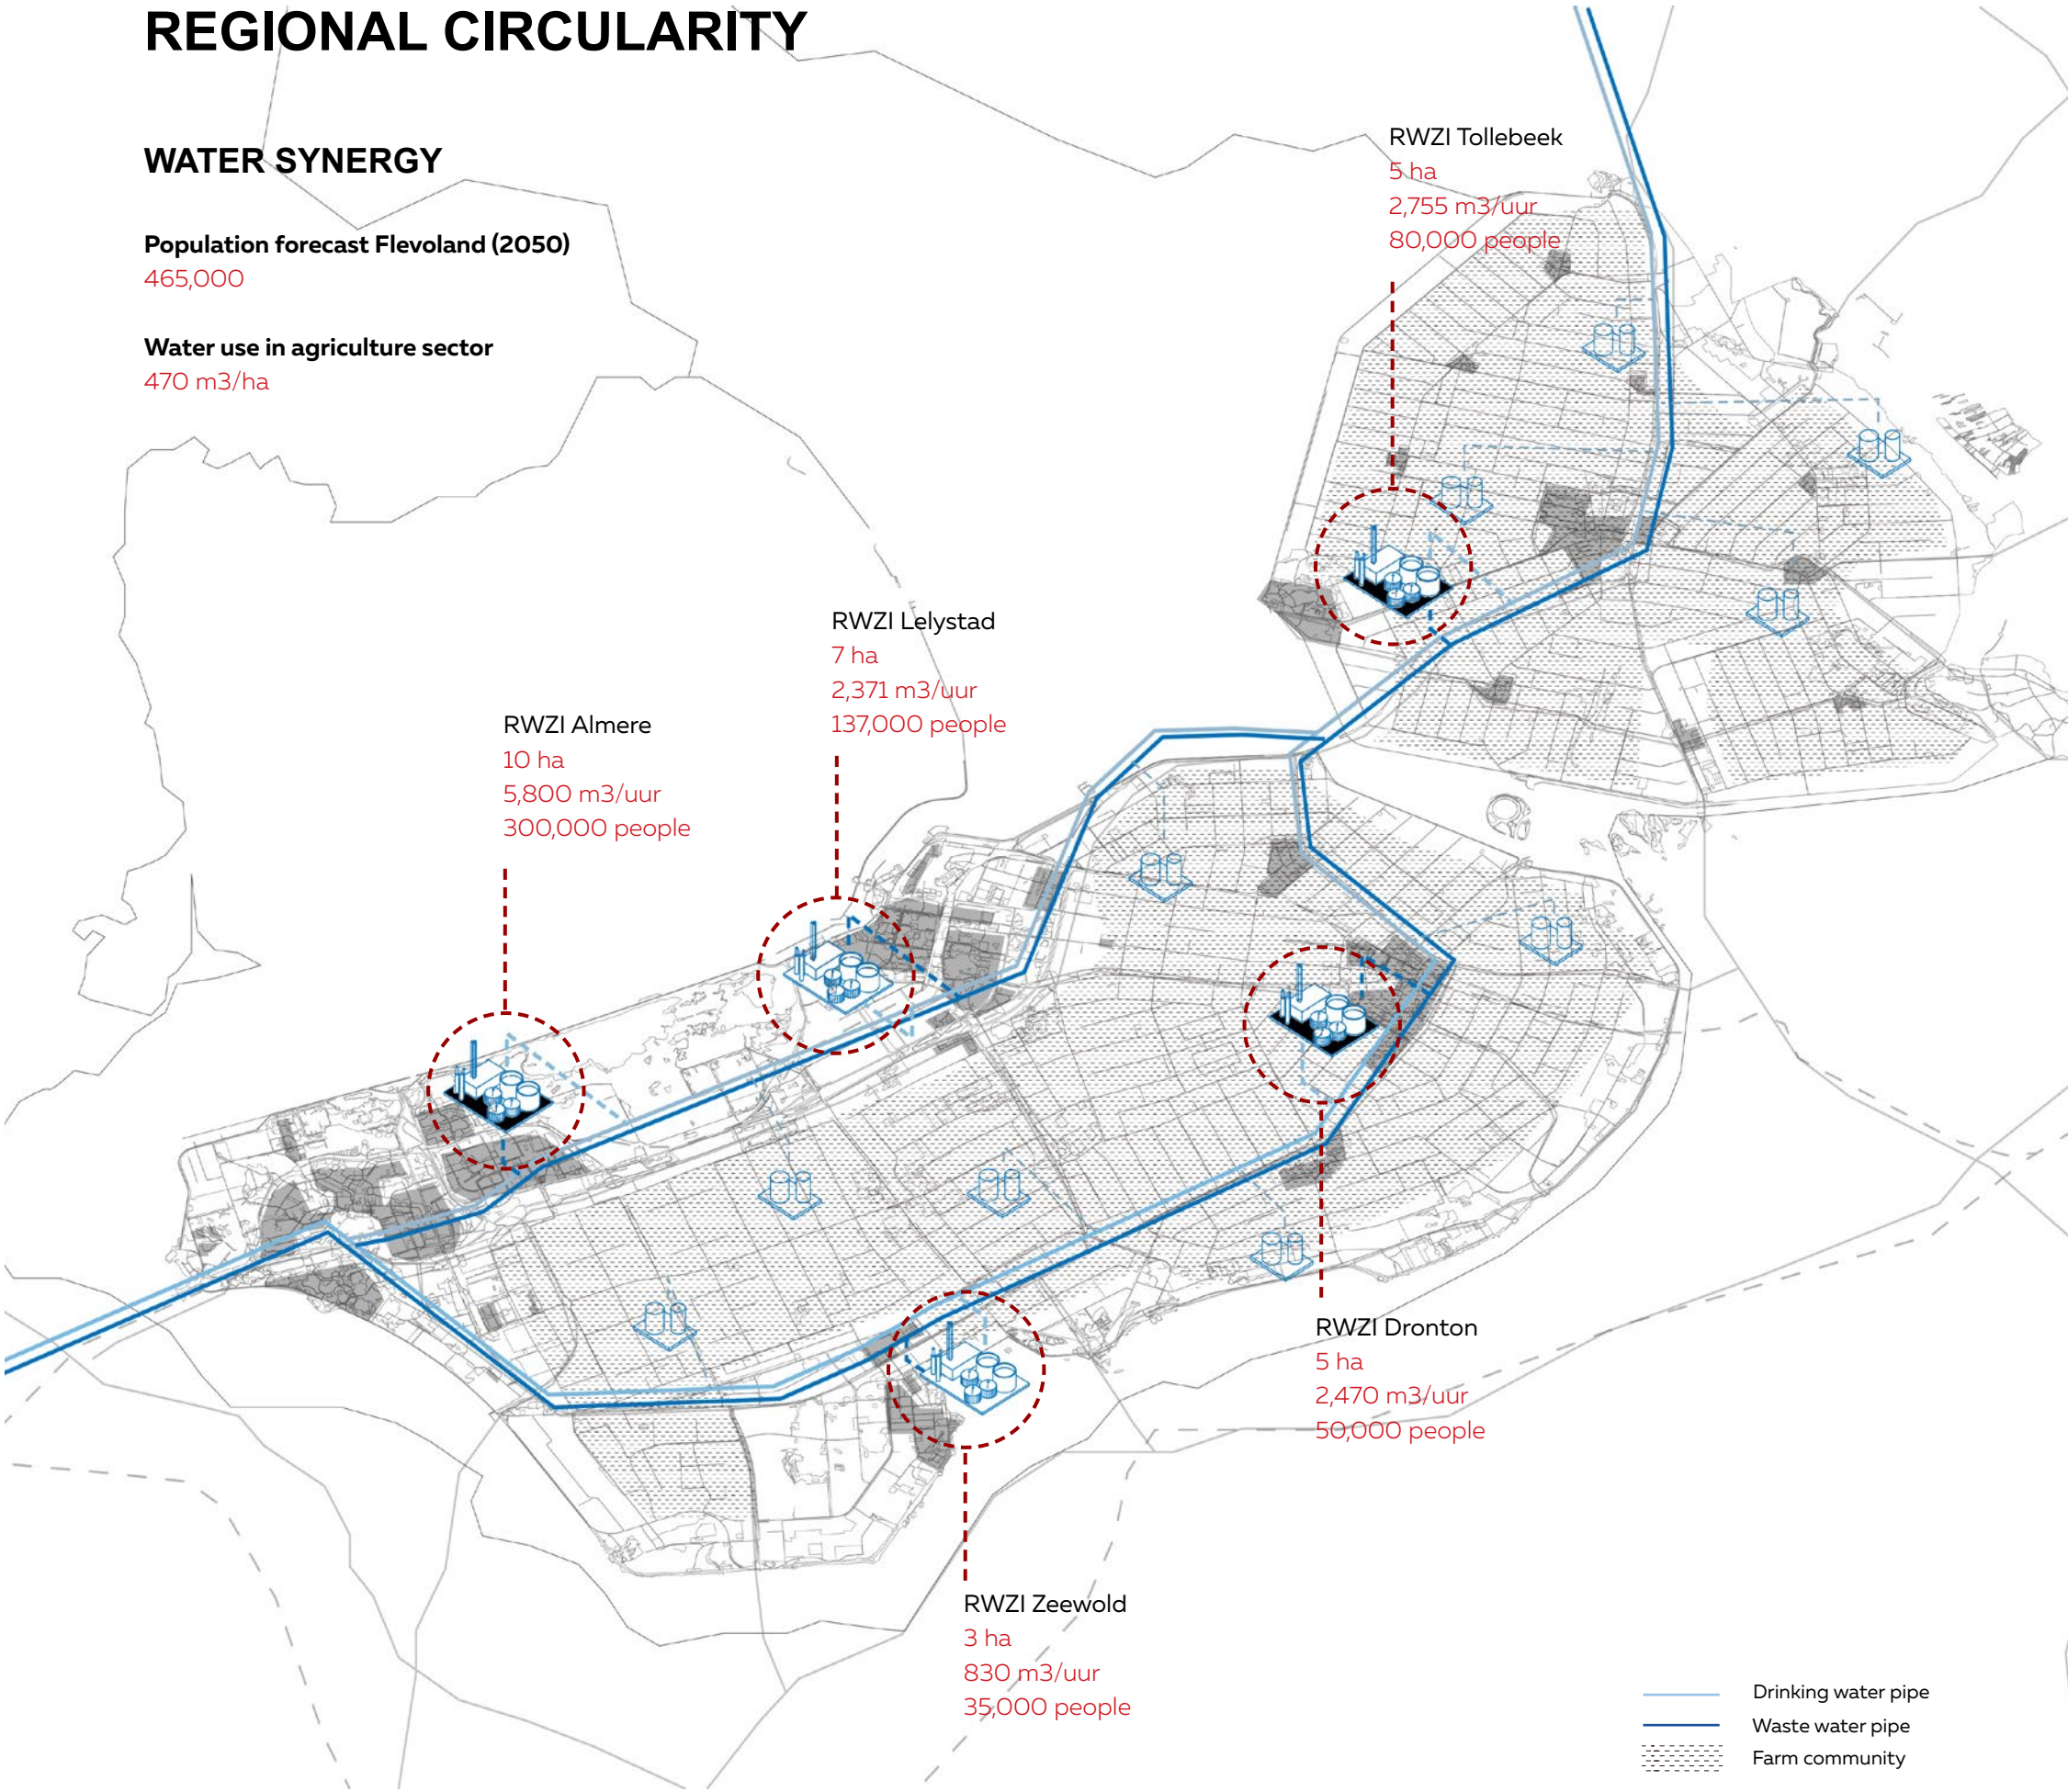 REGIONAL CIRCULARITY
WATER SYNERGY
Population forecast Flevoland (2050)
465,000
Water use in agriculture sector
470 m3/ha
RWZI Tollebeek
5 ha
2,755 m3/uur
80,000 people
RWZI Lelystad
7 ha
2,371 m3/uur
137,000 people
RWZI Almere
10 ha
5,800 m3/uur
300,000 people
RWZI Dronton
5 ha
2,470 m3/uur
50,000 people
RWZI Zeewold
3 ha
830 m3/uur
35,000 people
Drinking water pipe
Waste water pipe
Farm community